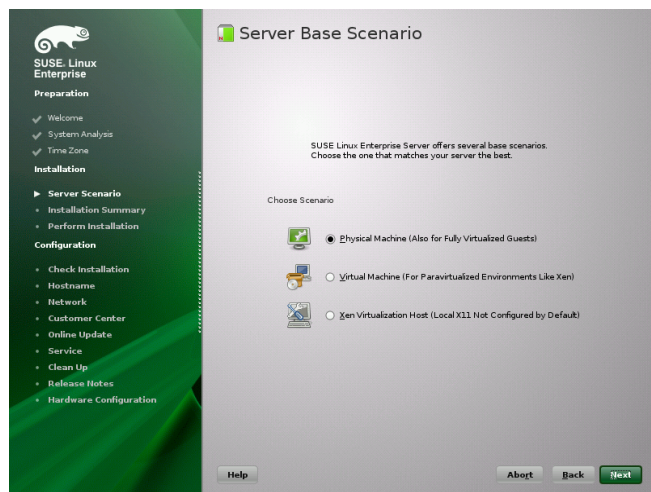 SUSE. Linux
Enterprise
Preparation
Welcome
System Analysis
Time Zone
Installation
Server Scenario
Installation Summary
Perform Installation
Configuration
Check Installation
Hostname
Network
Customer Center
Online Update
Service
Clean Up
Release Notes
Hardware Configuration
Server Base Scenario
SUSE Linux Enterprise Server offers several base scenarios.
Choose the one that matches your server the best.
Choose Scenario
Physical Machine (Also for Fully Virtualized Guests)
Virtual Machine (For Paravirtualized Environments Like Xen)
Xen Virtualization Host (Local X11 Not Configured by Default)
Help
Abort
Back
Next